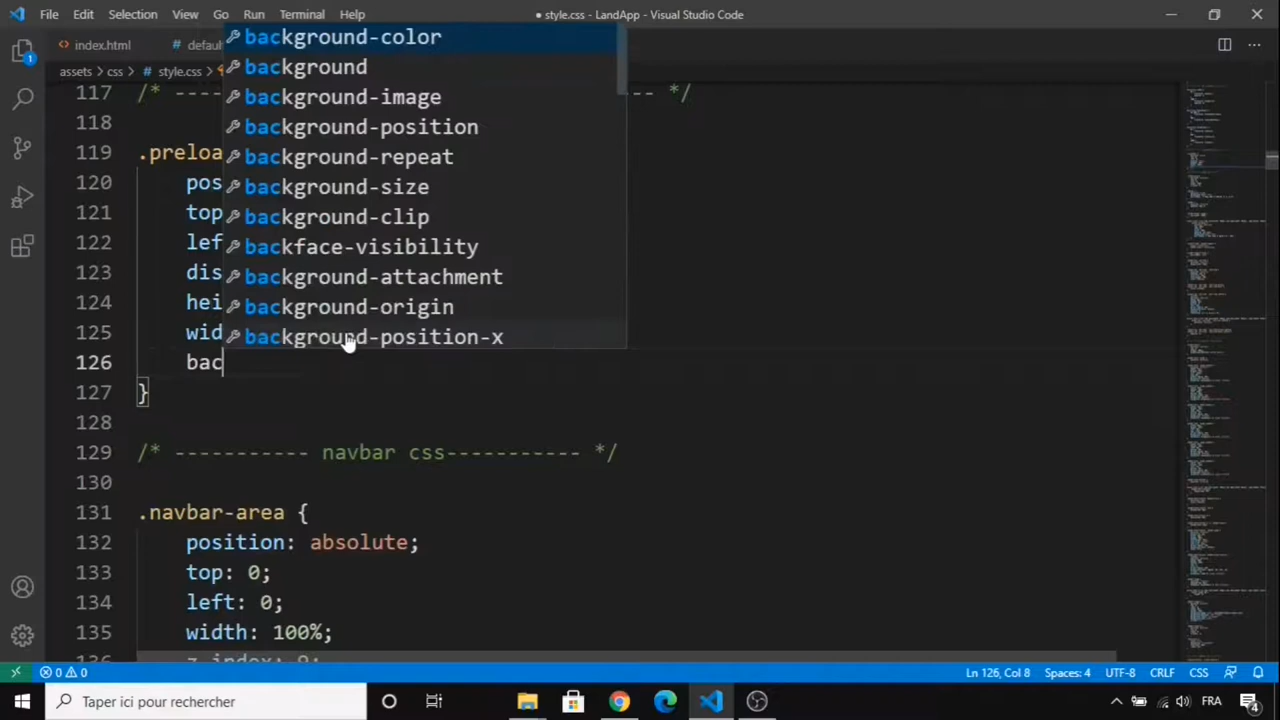 File Edit Selection View Go Run Terminal Help
● style.css - LandApp - Visual Studio Code
index.html # defau
assets > css > # style.css >
117 /* ---- -- */
118
119 .preloa
120 pos
121 top
122 lef
123 dis
124 hei
125 wid
126 bac
127 }
128
129 /* ----------- navbar css----------- */
130
131 .navbar-area {
132 position: absolute;
133 top: 0;
134 left: 0;
135 width: 100%;
136 z-index: 9;
background-color
background
background-image
background-position
background-repeat
background-size
background-clip
backface-visibility
background-attachment
background-origin
background-position-x
1
0 0
Ln 126, Col 8 Spaces: 4 UTF-8 CRLF CSS
Taper ici pour rechercher
FRA
4